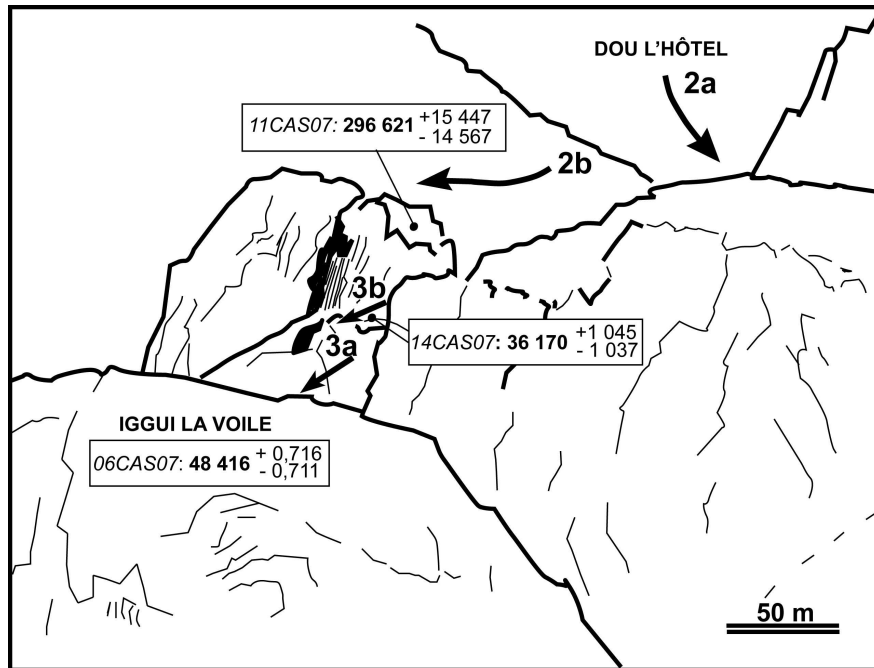 DOU L'HÔTEL
2a
11CAS07: 296 621 +15 447
- 14 567
2b
3b
14CAS07: 36 170 +1 045
- 1 037
3a
IGGUI LA VOILE
06CAS07: 48 416 + 0,716
- 0,711
50 m